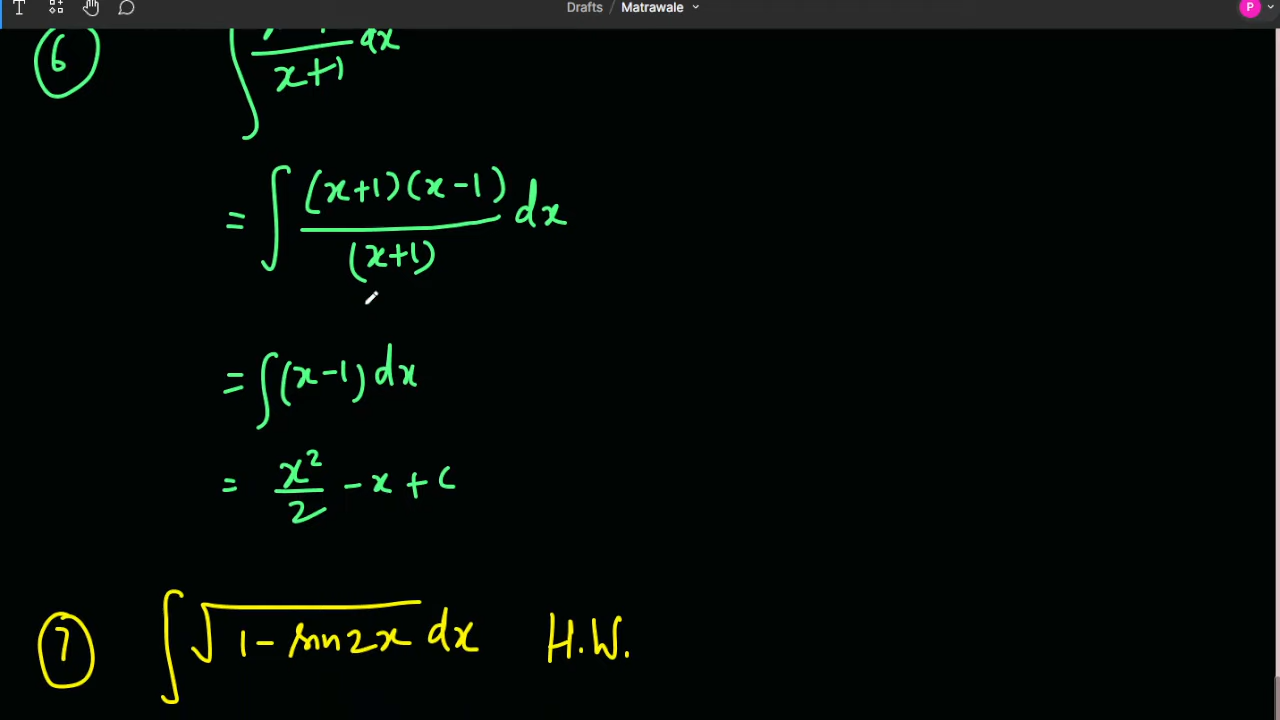 Drafts Matrawale
P
6 ∫ /x+1 dx
= ∫ (x+1)(x-1)/(x+1) dx
= ∫(x-1)dx
= x²/2 - x + c
7 ∫ √1-sin2x dx H.W.